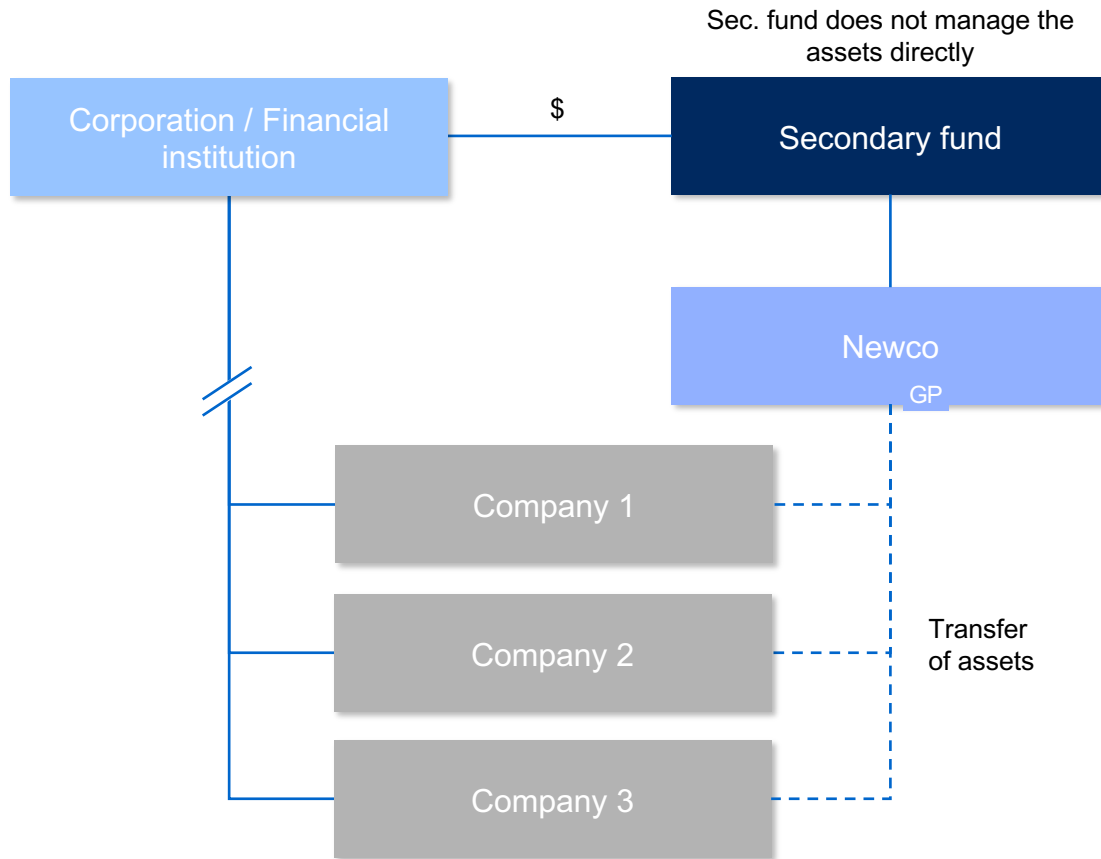 Sec. fund does not manage the
assets directly
Corporation / Financial
institution
$
Secondary fund
Newco
GP
Company 1
Company 2
Transfer
of assets
Company 3